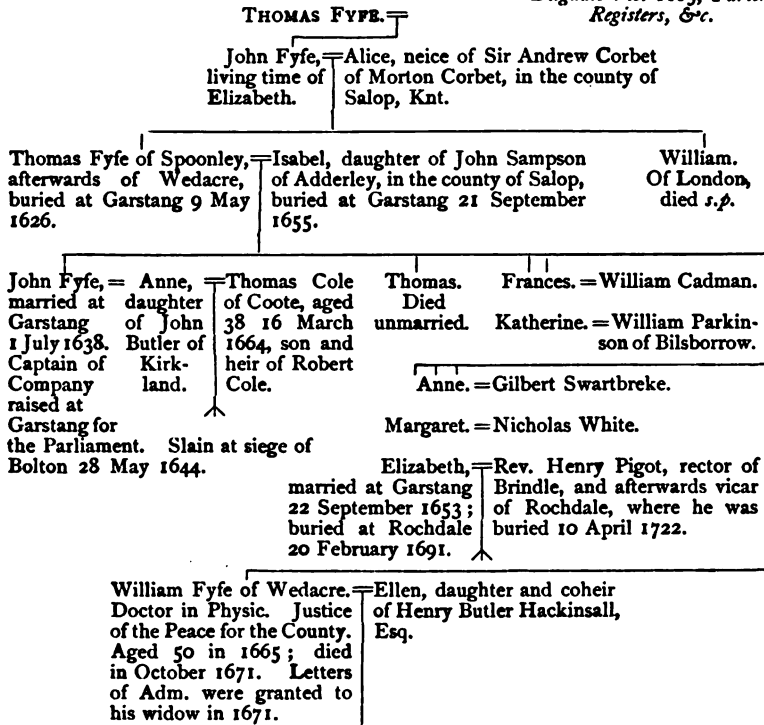 Registers, &c.
THOMAS FYFE.=
John Fyfe,=Alice, neice of Sir Andrew Corbet
living time of of Morton Corbet, in the county of
Elizabeth. Salop, Knt.
Thomas Fyfe of Spoonley,=Isabel, daughter of John Sampson
afterwards of Wedacre, of Adderley, in the county of Salop,
buried at Garstang 9 May buried at Garstang 21 September
1626. 1655.
William.
Of London,
died s.p.
John Fyfe,=
married at
Garstang
1 July 1638.
Captain of
Company
raised at
Garstang for
the Parliament. Slain at siege of
Bolton 28 May 1644.
Anne,
daughter
of John
Butler of
Kirk-
land.
=Thomas Cole
of Coote, aged
38 16 March
1664, son and
heir of Robert
Cole.
Thomas.
Died
unmarried.
Frances.=William Cadman.
Katherine.=William Parkin-
son of Bilsborrow.
Anne.=Gilbert Swartbreke.
Margaret.=Nicholas White.
Elizabeth,=Rev. Henry Pigot, rector of
married at Garstang Brindle, and afterwards vicar
22 September 1653; of Rochdale, where he was
buried at Rochdale buried 10 April 1722.
20 February 1691.
William Fyfe of Wedacre.=Ellen, daughter and coheir
Doctor in Physic. Justice of Henry Butler Hackinsall,
of the Peace for the County. Esq.
Aged 50 in 1665; died
in October 1671. Letters
of Adm. were granted to
his widow in 1671.